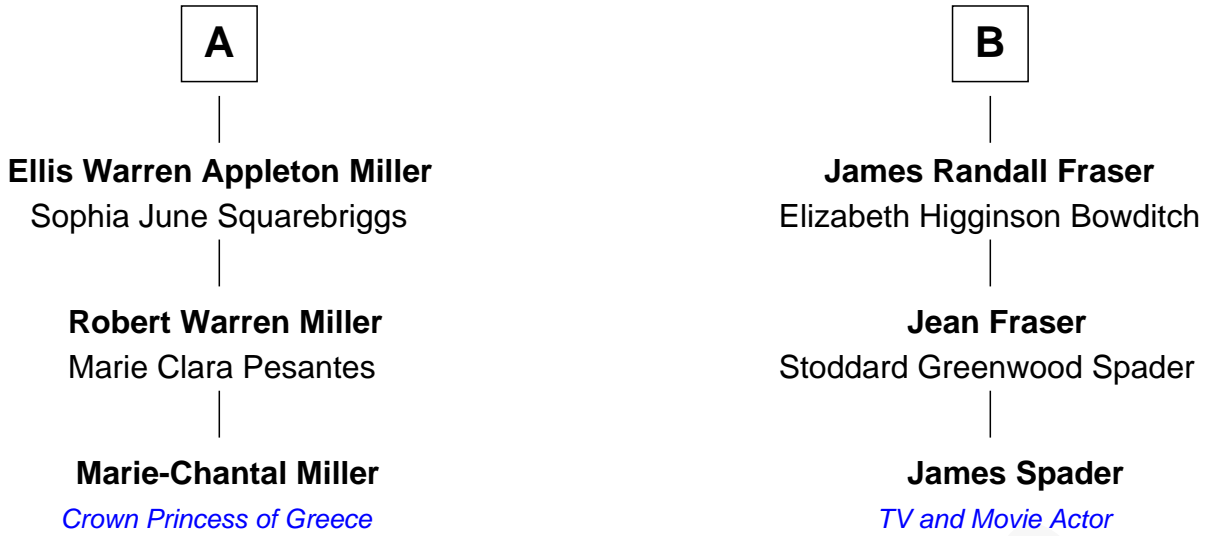 A
Ellis Warren Appleton Miller
Sophia June Squarebriggs
Robert Warren Miller
Marie Clara Pesantes
Marie-Chantal Miller
Crown Princess of Greece
B
James Randall Fraser
Elizabeth Higginson Bowditch
Jean Fraser
Stoddard Greenwood Spader
James Spader
TV and Movie Actor